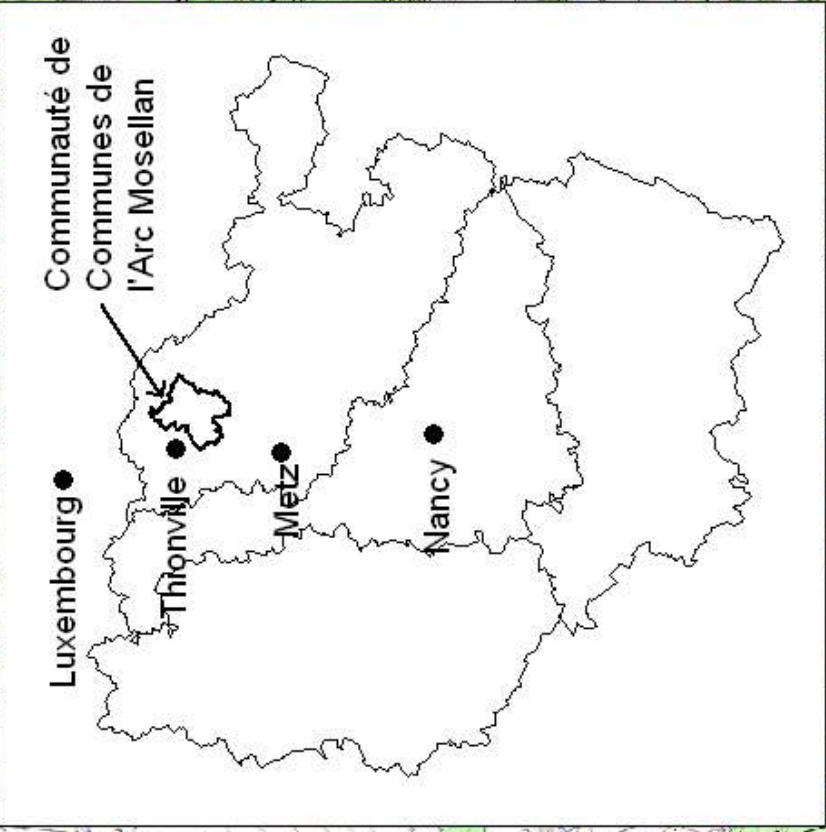 Communauté de
Communes de
l'Arc Mosellan
Luxembourg
Thionville
Metz
Nancy